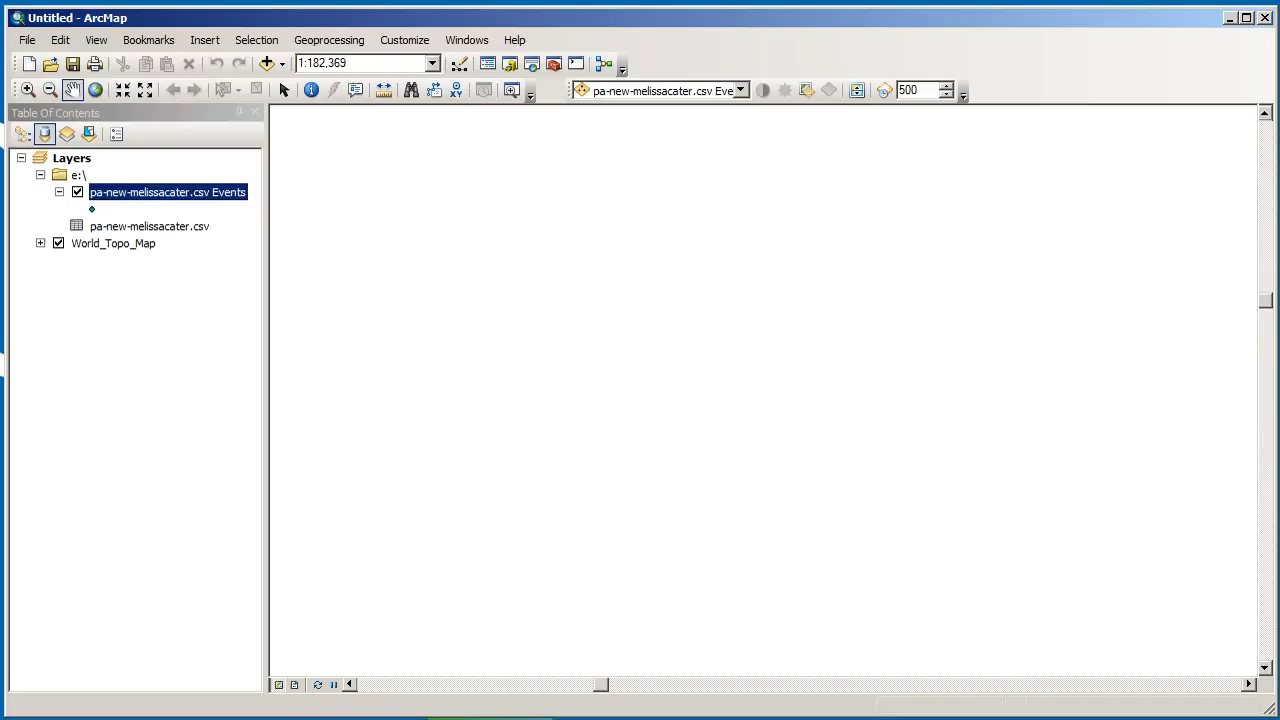 Untitled - ArcMap
File Edit View Bookmarks Insert Selection Geoprocessing Customize Windows Help
1:182,369
pa-new-melissacater.csv Eve
500
Table Of Contents
Layers
e:\
pa-new-melissacater.csv Events
pa-new-melissacater.csv
World_Topo_Map